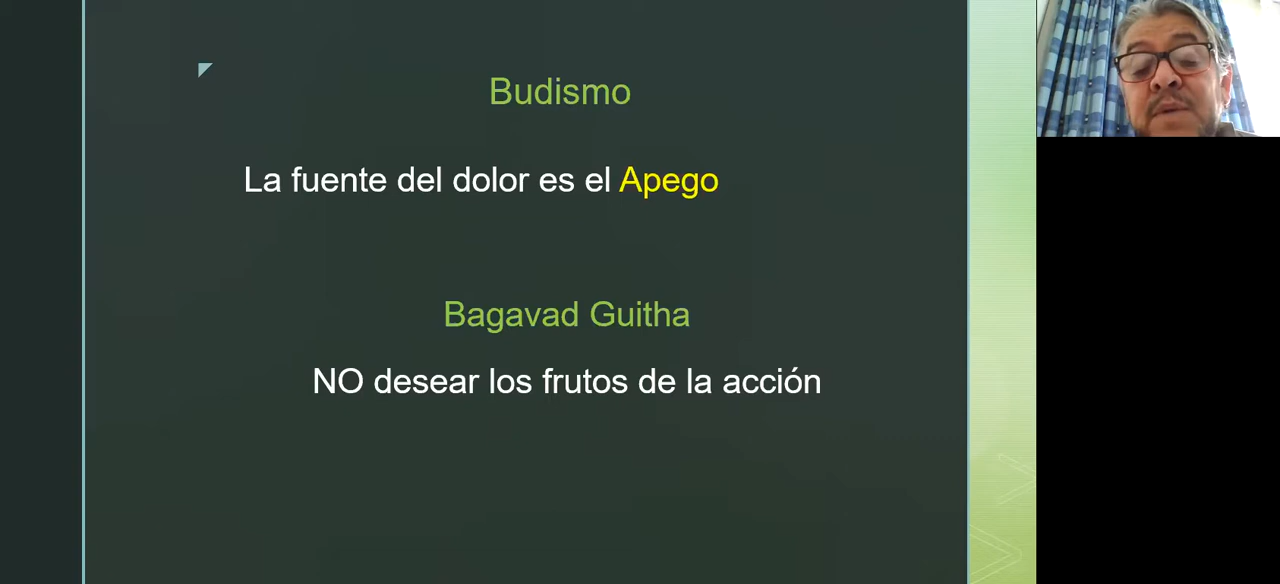 Budismo
La fuente del dolor es el Apego
Bagavad Guitha
NO desear los frutos de la acción